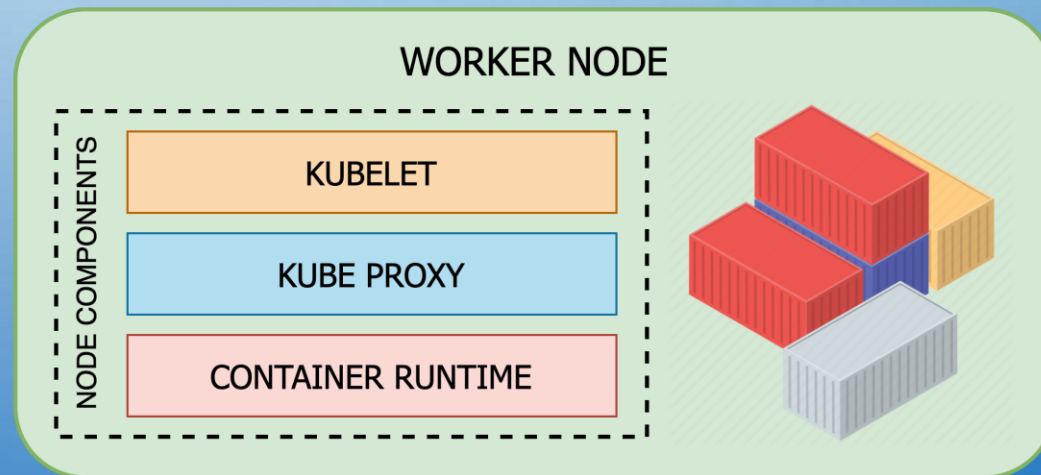 WORKER NODE
NODE COMPONENTS
KUBELET
KUBE PROXY
CONTAINER RUNTIME